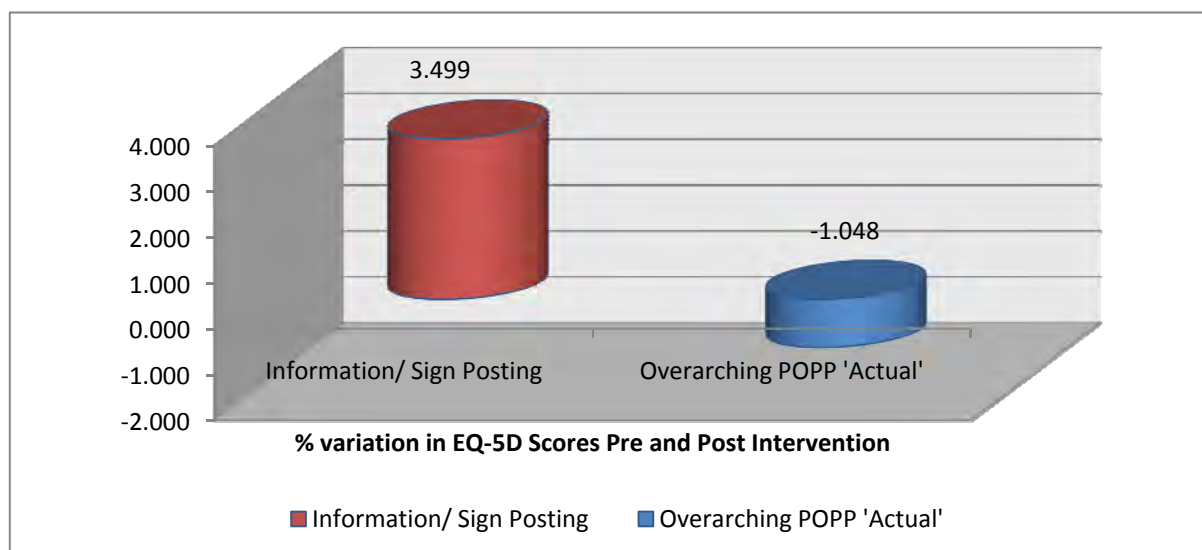 3.499
-1.048
4.000
3.000
2.000
1.000
0.000
-1.000
-2.000
Information/ Sign Posting
Overarching POPP 'Actual'
% variation in EQ-5D Scores Pre and Post Intervention
Information/ Sign Posting
Overarching POPP 'Actual'